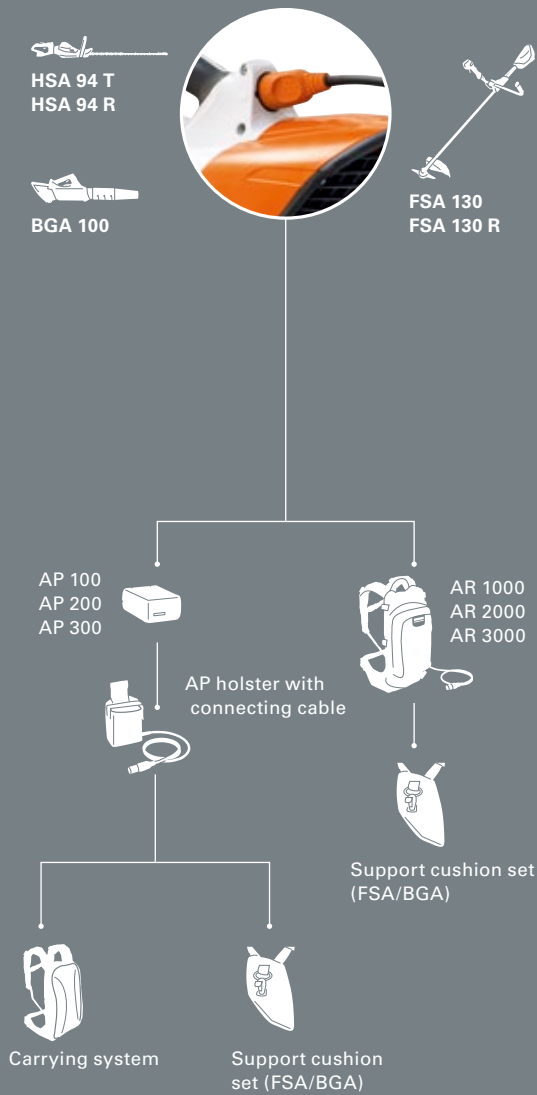 HSA 94 T
HSA 94 R
BGA 100
FSA 130
FSA 130 R
AP 100
AP 200
AP 300
AR 1000
AR 2000
AR 3000
AP holster with
connecting cable
Support cushion set
(FSA/BGA)
Carrying system
Support cushion
set (FSA/BGA)